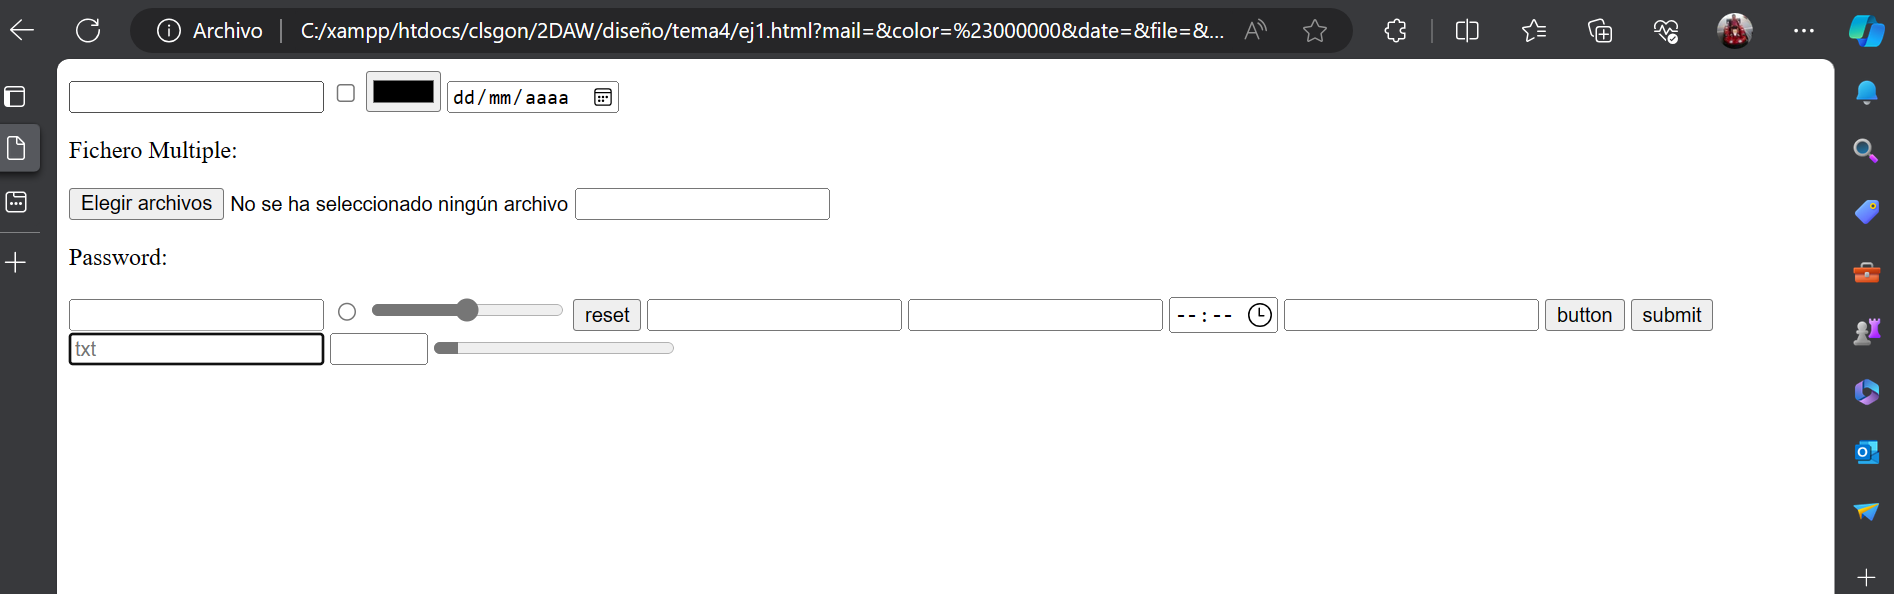 Archivo C:/xampp/htdocs/clsgon/2DAW/diseño/tema4/ej1.html?mail=&color=%23000000&date=&file=&...
dd/mm/aaaa
Fichero Multiple:
Elegir archivos No se ha seleccionado ningún archivo
Password:
reset --:-- button submit
txt